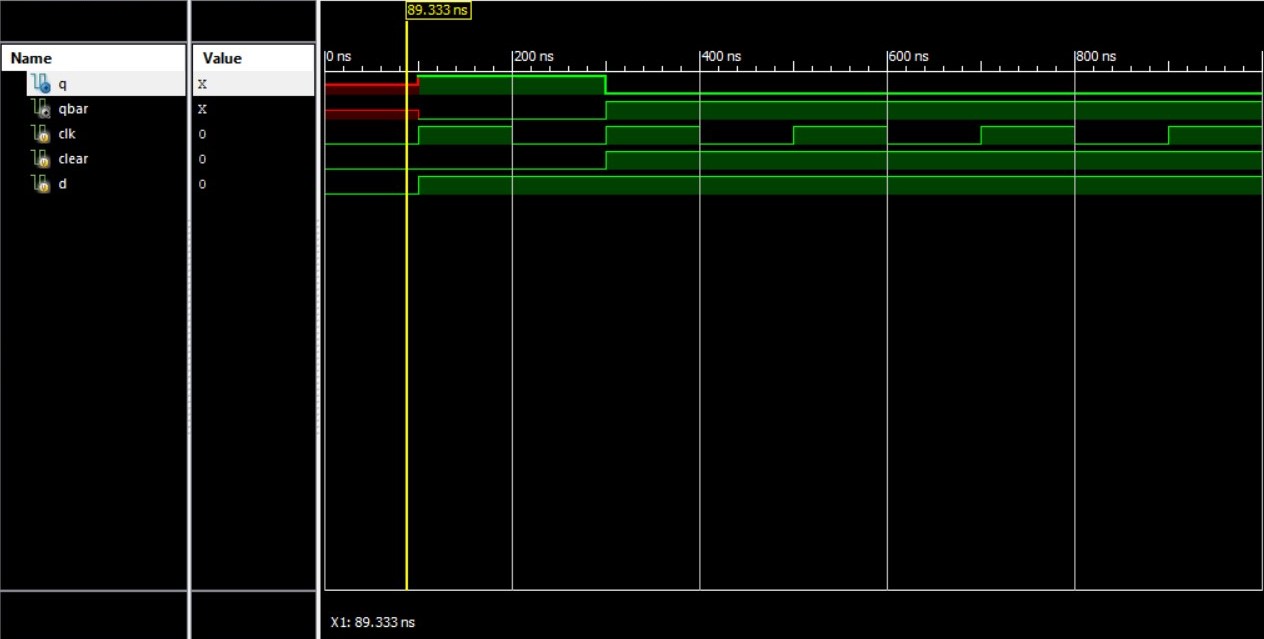 89.333 ns
Name Value
0 ns 200 ns 400 ns 600 ns 800 ns
q X
qbar X
clk 0
clear 0
d 0
X1: 89.333 ns